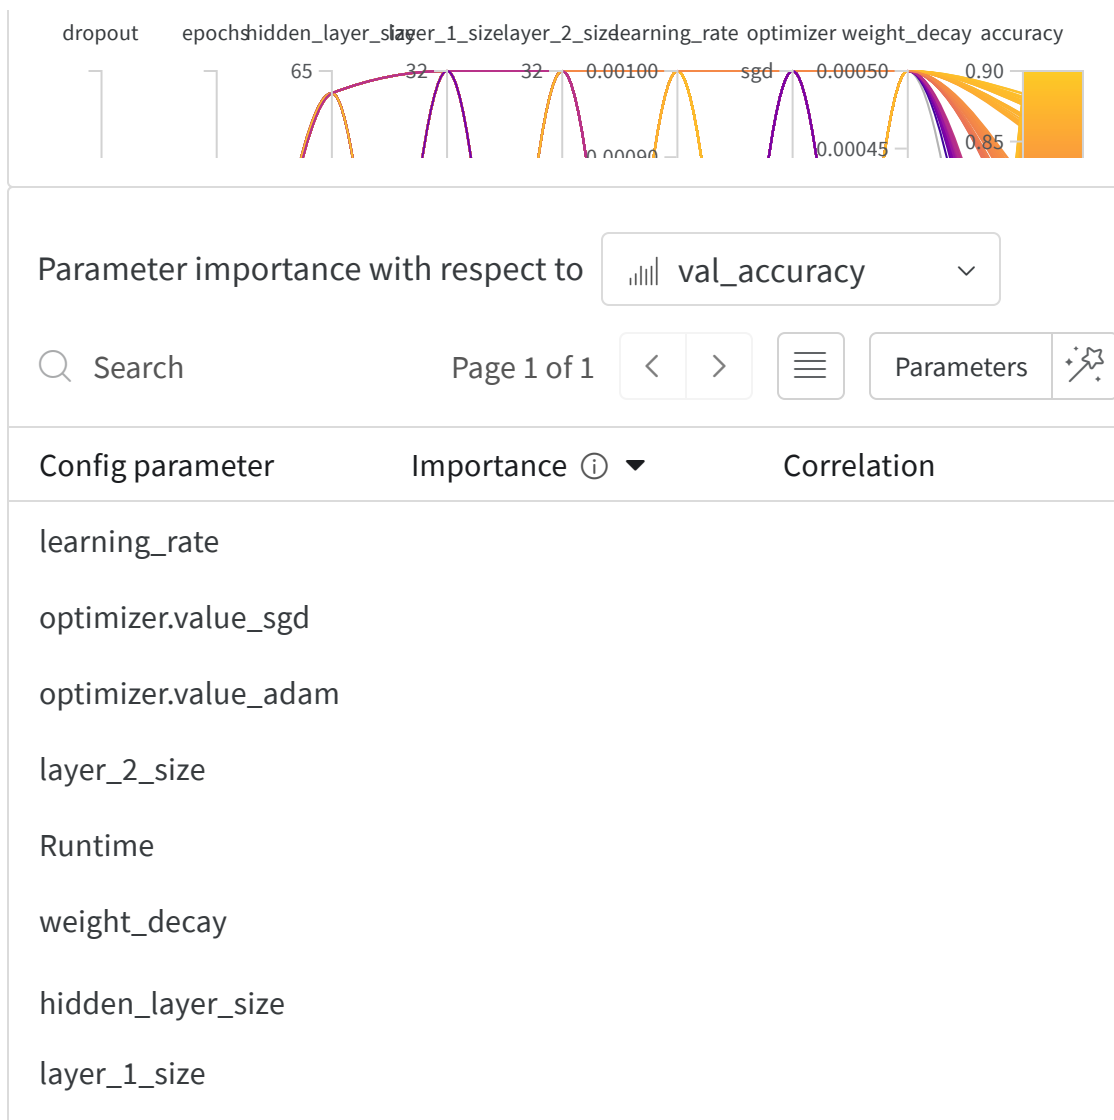 dropout epochs hidden_layer_size layer_1_size layer_2_size learning_rate optimizer weight_decay accuracy
65 32 32 0.00100 sgd 0.00050 0.90
0.00090 0.00045 0.85
Parameter importance with respect to val_accuracy
Search Page 1 of 1 Parameters
Config parameter Importance Correlation
learning_rate
optimizer.value_sgd
optimizer.value_adam
layer_2_size
Runtime
weight_decay
hidden_layer_size
layer_1_size